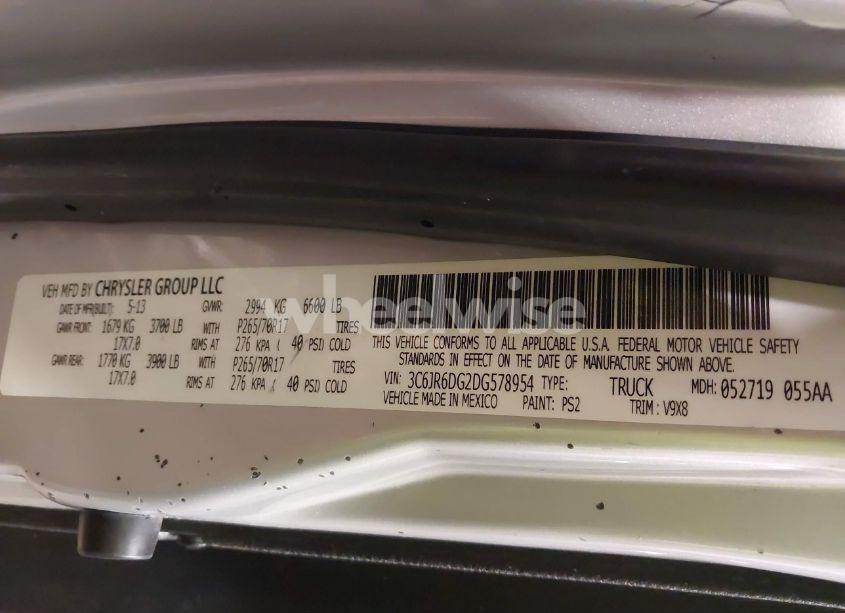 VEH MFD BY CHRYSLER GROUP LLC
DATE OF MFR(BUILT): 5-13 GVWR: 2994 KG 6600 LB
GAWR FRONT: 1679 KG 3700 LB WITH P265/70R17 TIRES
17X7.0 RIMS AT 276 KPA ( 40 PSI) COLD
GAWR REAR: 1770 KG 3900 LB WITH P265/70R17 TIRES
17X7.0 RIMS AT 276 KPA ( 40 PSI) COLD
THIS VEHICLE CONFORMS TO ALL APPLICABLE U.S.A. FEDERAL MOTOR VEHICLE SAFETY
STANDARDS IN EFFECT ON THE DATE OF MANUFACTURE SHOWN ABOVE.
VIN: 3C6JR6DG2DG578954 TYPE: TRUCK MDH: 052719 055AA
VEHICLE MADE IN MEXICO PAINT: PS2 TRIM: V9X8
wheelwise